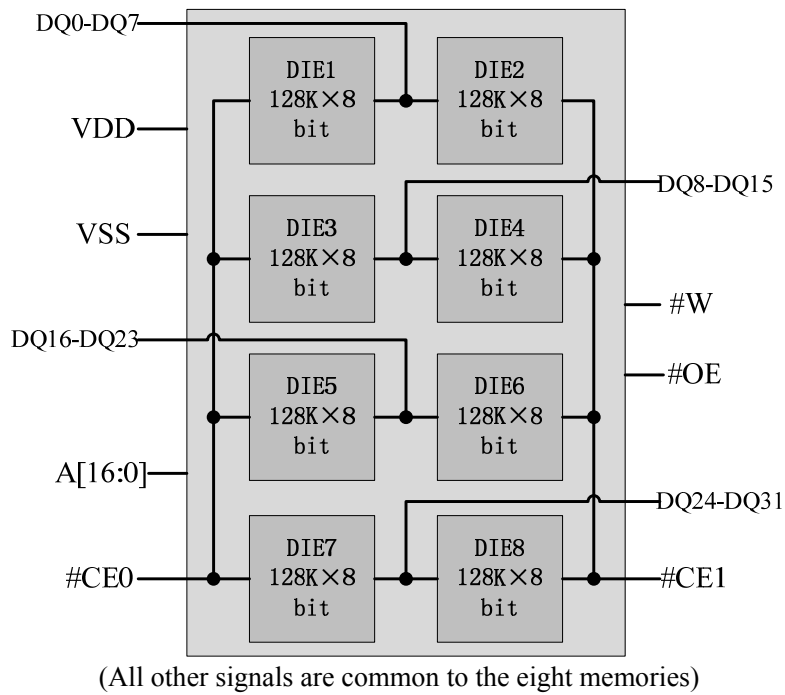 DQ0-DQ7
DIE1
128K×8
bit
DIE2
128K×8
bit
VDD
DQ8-DQ15
VSS
DIE3
128K×8
bit
DIE4
128K×8
bit
#W
DQ16-DQ23
#OE
DIE5
128K×8
bit
DIE6
128K×8
bit
A[16:0]
DQ24-DQ31
#CE0
DIE7
128K×8
bit
DIE8
128K×8
bit
#CE1
(All other signals are common to the eight memories)